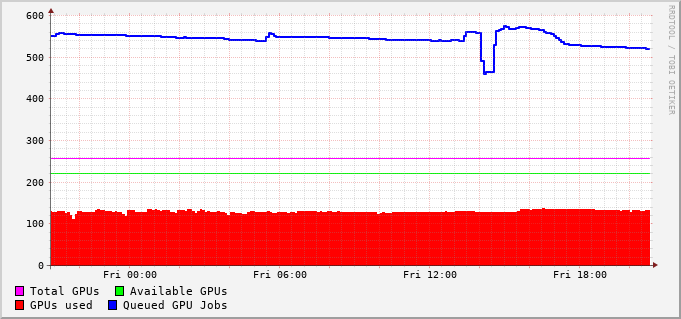 600
500
400
300
200
100
0
Fri 00:00 Fri 06:00 Fri 12:00 Fri 18:00
Total GPUs Available GPUs
GPUs used Queued GPU Jobs
RRDTOOL / TOBI OETIKER